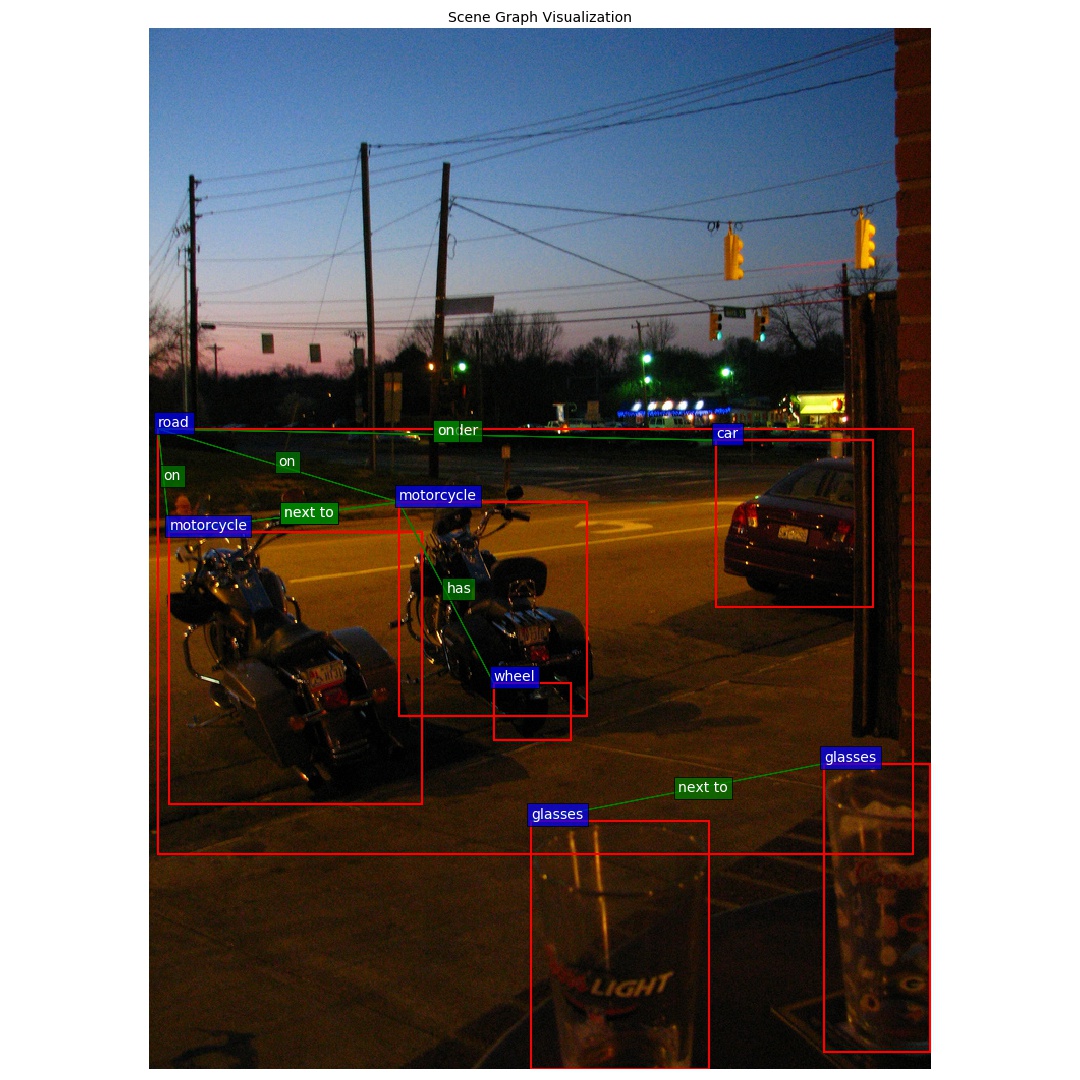 Scene Graph Visualization
road
on
car
on
on
motorcycle
next to
motorcycle
has
wheel
glasses
next to
glasses
LIGHT